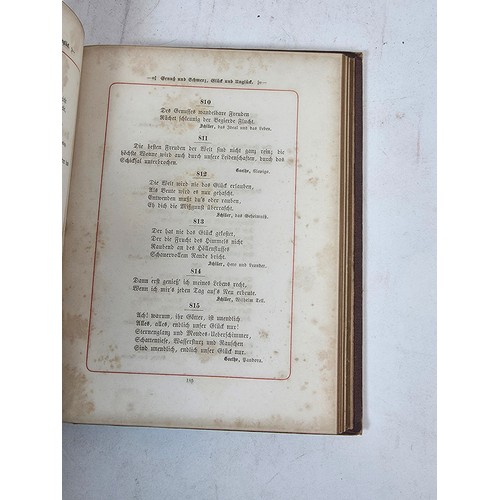 Genuß und Schmerz, Glück und Unglück.
810
Des Genusses wandelbare Freuden
Rächet schleunig der Begierde Flucht.
Schiller, das Ideal und das Leben.
811
Die besten Freuden der Welt sind nicht ganz rein; die
höchste Wonne wird auch durch unsere Leidenschaften, durch das
Schicksal unterbrochen.
Goethe, Clavigo.
812
Die Welt wird nie das Glück erlauben,
Als Beute wird es nur gehascht.
Entwenden mußt du's oder rauben,
Eh dich die Mißgunst überrascht.
Schiller, das Geheimniß.
813
Der hat nie das Glück gekostet,
Der die Frucht des Himmels nicht
Raubend an des Höllenflusses
Schauervollem Rande bricht.
Schiller, Hero und Leander.
814
Dann erst genieß' ich meines Lebens recht,
Wenn ich mir's jeden Tag auf's Neu erbeute.
Schiller, Wilhelm Tell.
815
Ach! warum, ihr Götter, ist unendlich
Alles, alles, endlich unser Glück nur!
Sternenglanz und Mondes-Ueberschimmer,
Schattentiefe, Wassersturz und Rauschen
Sind unendlich, endlich unser Glück nur.
Goethe, Pandora.